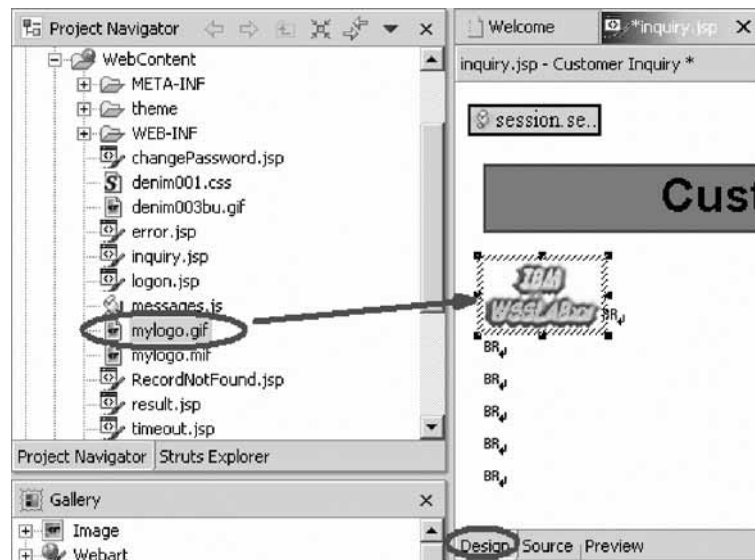 Project Navigator
WebContent
META-INF
theme
WEB-INF
changePassword.jsp
denim001.css
denim003bu.gif
error.jsp
inquiry.jsp
logon.jsp
messages.js
mylogo.gif
mylogo.mif
RecordNotFound.jsp
result.jsp
timeout.jsp
Project Navigator Struts Explorer
Gallery
Image
Webart
Welcome *inquiry.jsp
inquiry.jsp - Customer Inquiry *
session.se..
Cust
IBM
WSSLABxx BR
BR
BR
BR
BR
BR
Design Source Preview